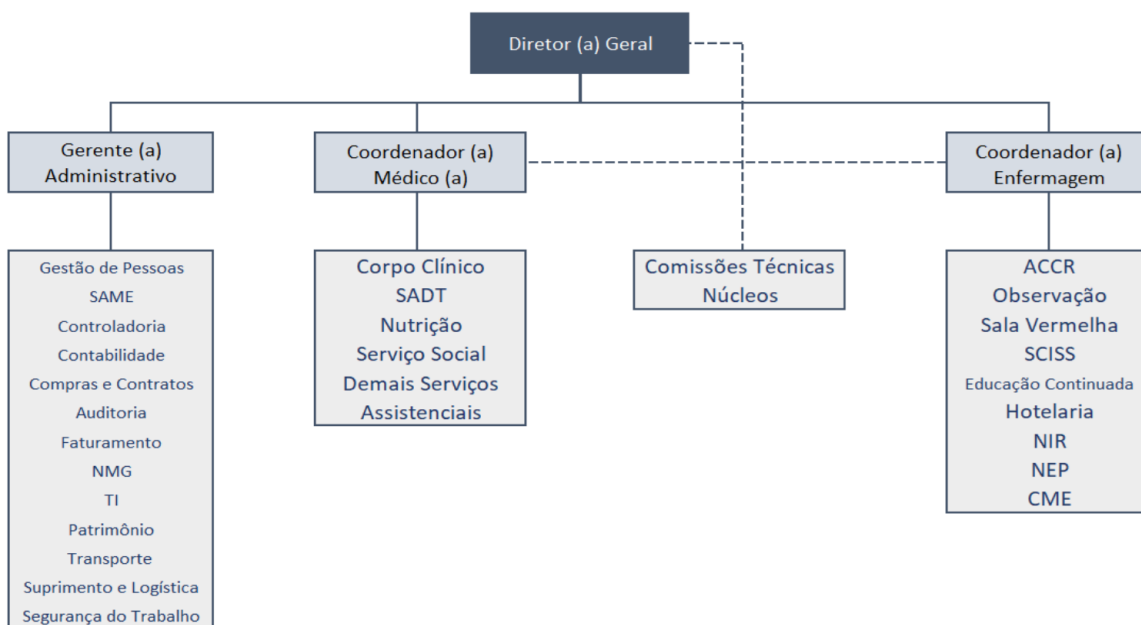 Diretor (a) Geral
Gerente (a)
Administrativo
Coordenador (a)
Médico (a)
Coordenador (a)
Enfermagem
Gestão de Pessoas
SAME
Controladoria
Contabilidade
Compras e Contratos
Auditoria
Faturamento
NMG
TI
Patrimônio
Transporte
Suprimento e Logística
Segurança do Trabalho
Corpo Clínico
SADT
Nutrição
Serviço Social
Demais Serviços
Assistenciais
Comissões Técnicas
Núcleos
ACCR
Observação
Sala Vermelha
SCISS
Educação Continuada
Hotelaria
NIR
NEP
CME